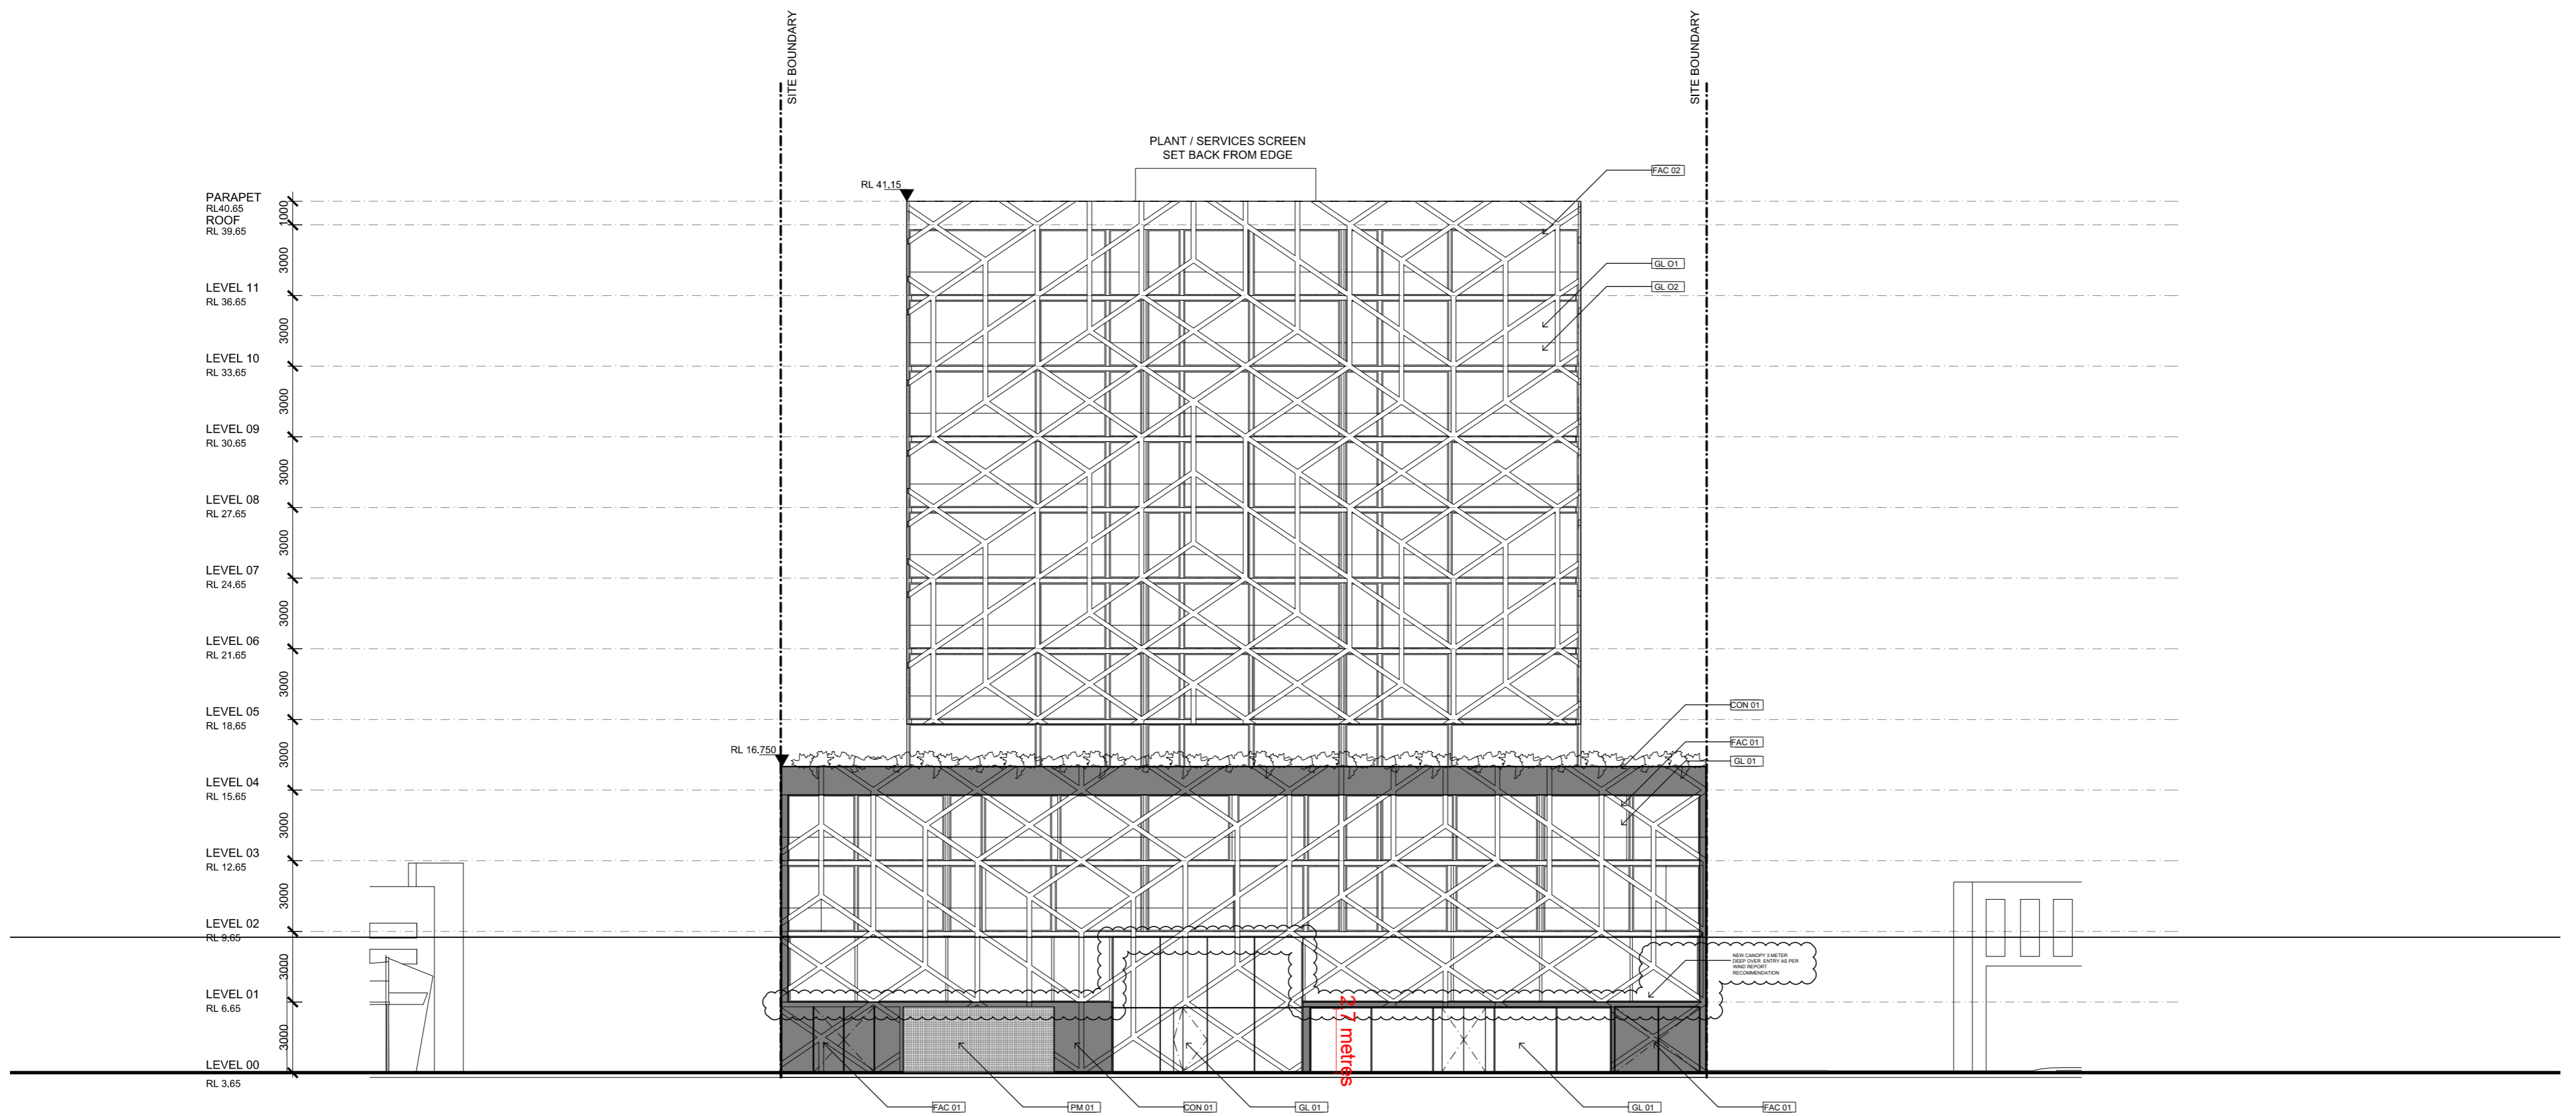 SITE BOUNDARY
SITE BOUNDARY
PLANT / SERVICES SCREEN
SET BACK FROM EDGE
FAC 02
RL 41.15
PARAPET
RL40.65
1000
ROOF
RL 39.65
3000
GL O1
GL O2
LEVEL 11
RL 36.65
3000
LEVEL 10
RL 33.65
3000
LEVEL 09
RL 30.65
3000
LEVEL 08
RL 27.65
3000
LEVEL 07
RL 24.65
3000
LEVEL 06
RL 21.65
3000
LEVEL 05
RL 18.65
CON 01
3000
FAC 01
RL 16.750
GL 01
LEVEL 04
RL 15.65
3000
LEVEL 03
RL 12.65
3000
LEVEL 02
RL 9.65
3000
NEW CANOPY 3 METER
DEEP OVER ENTRY AS PER
WIND REPORT
RECOMMENDATION
LEVEL 01
RL 6.65
3000
2.7 metres
LEVEL 00
RL 3.65
FAC 01
PM 01
CON 01
GL 01
GL 01
FAC 01